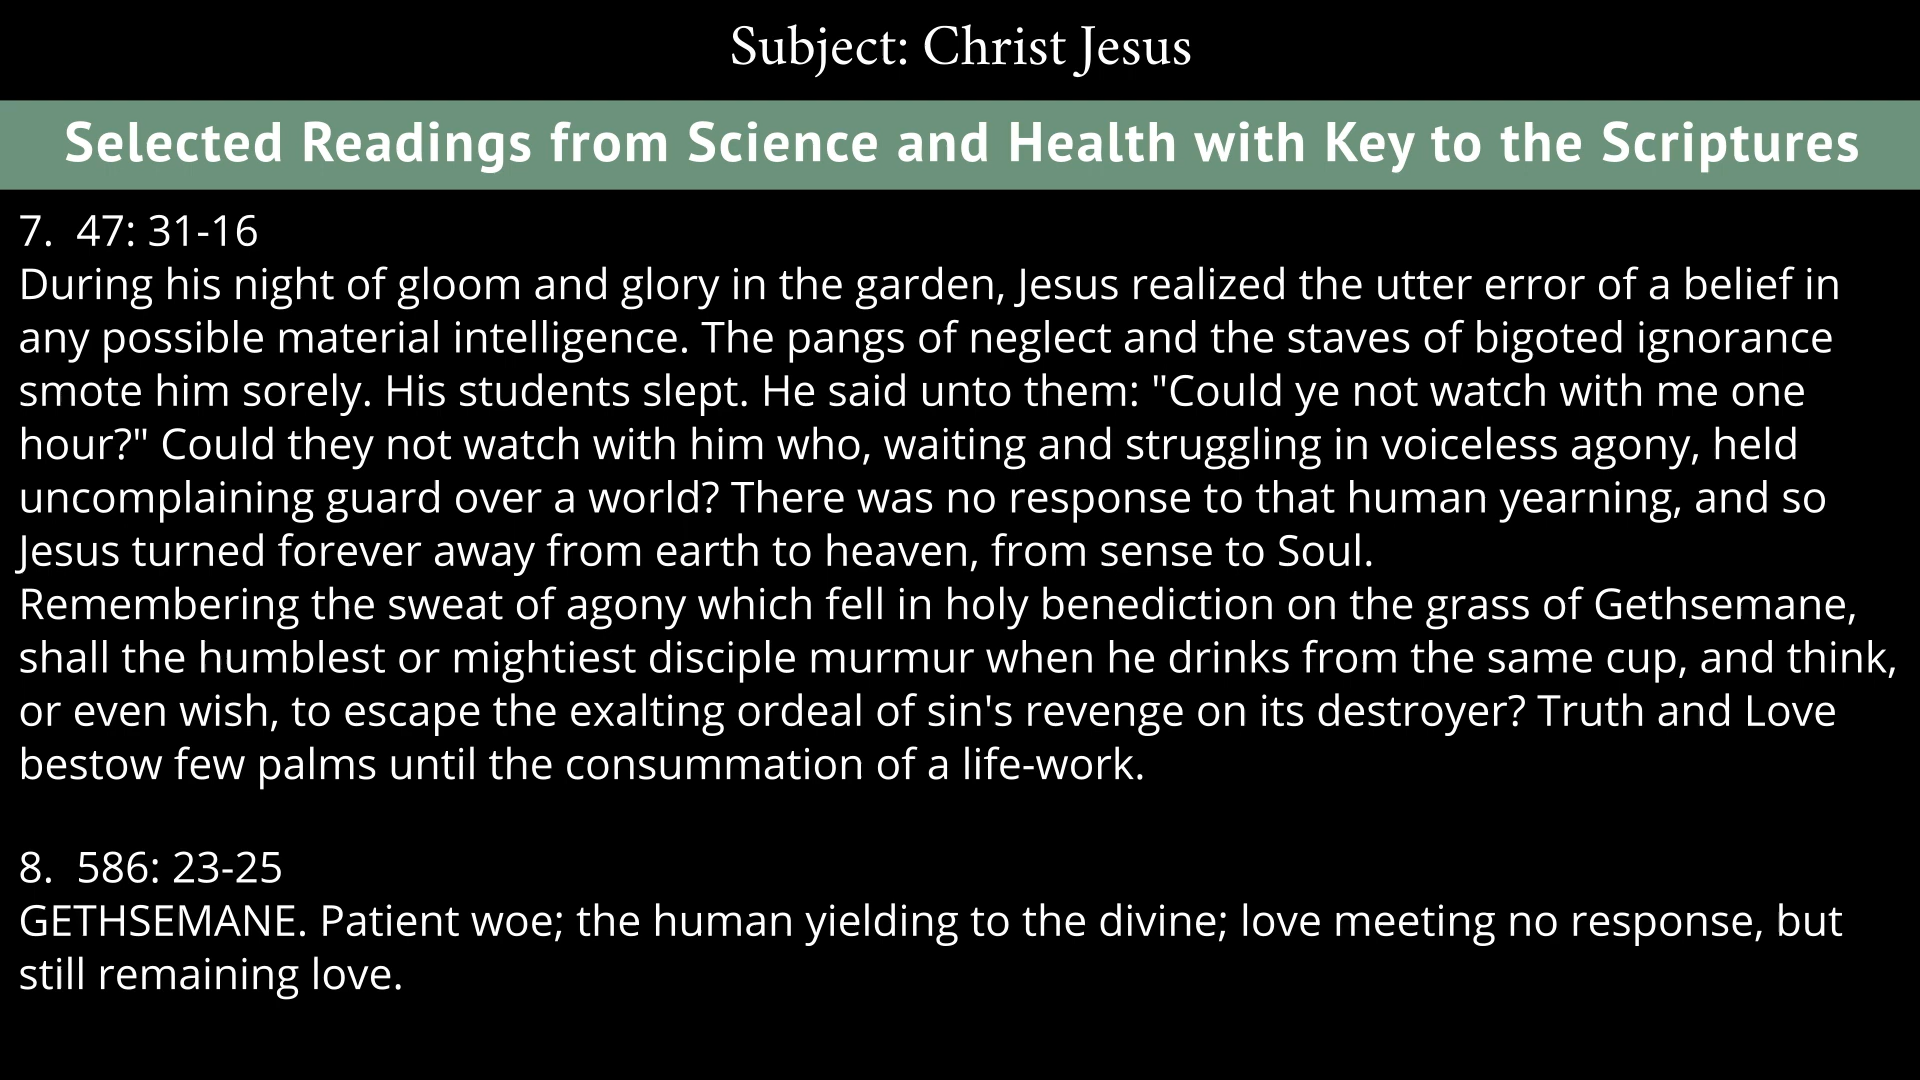 Subject: Christ Jesus
Selected Readings from Science and Health with Key to the Scriptures
7.  47: 31-16
During his night of gloom and glory in the garden, Jesus realized the utter error of a belief in
any possible material intelligence. The pangs of neglect and the staves of bigoted ignorance
smote him sorely. His students slept. He said unto them: "Could ye not watch with me one
hour?" Could they not watch with him who, waiting and struggling in voiceless agony, held
uncomplaining guard over a world? There was no response to that human yearning, and so
Jesus turned forever away from earth to heaven, from sense to Soul.
Remembering the sweat of agony which fell in holy benediction on the grass of Gethsemane,
shall the humblest or mightiest disciple murmur when he drinks from the same cup, and think,
or even wish, to escape the exalting ordeal of sin's revenge on its destroyer? Truth and Love
bestow few palms until the consummation of a life-work.
8.  586: 23-25
GETHSEMANE. Patient woe; the human yielding to the divine; love meeting no response, but
still remaining love.